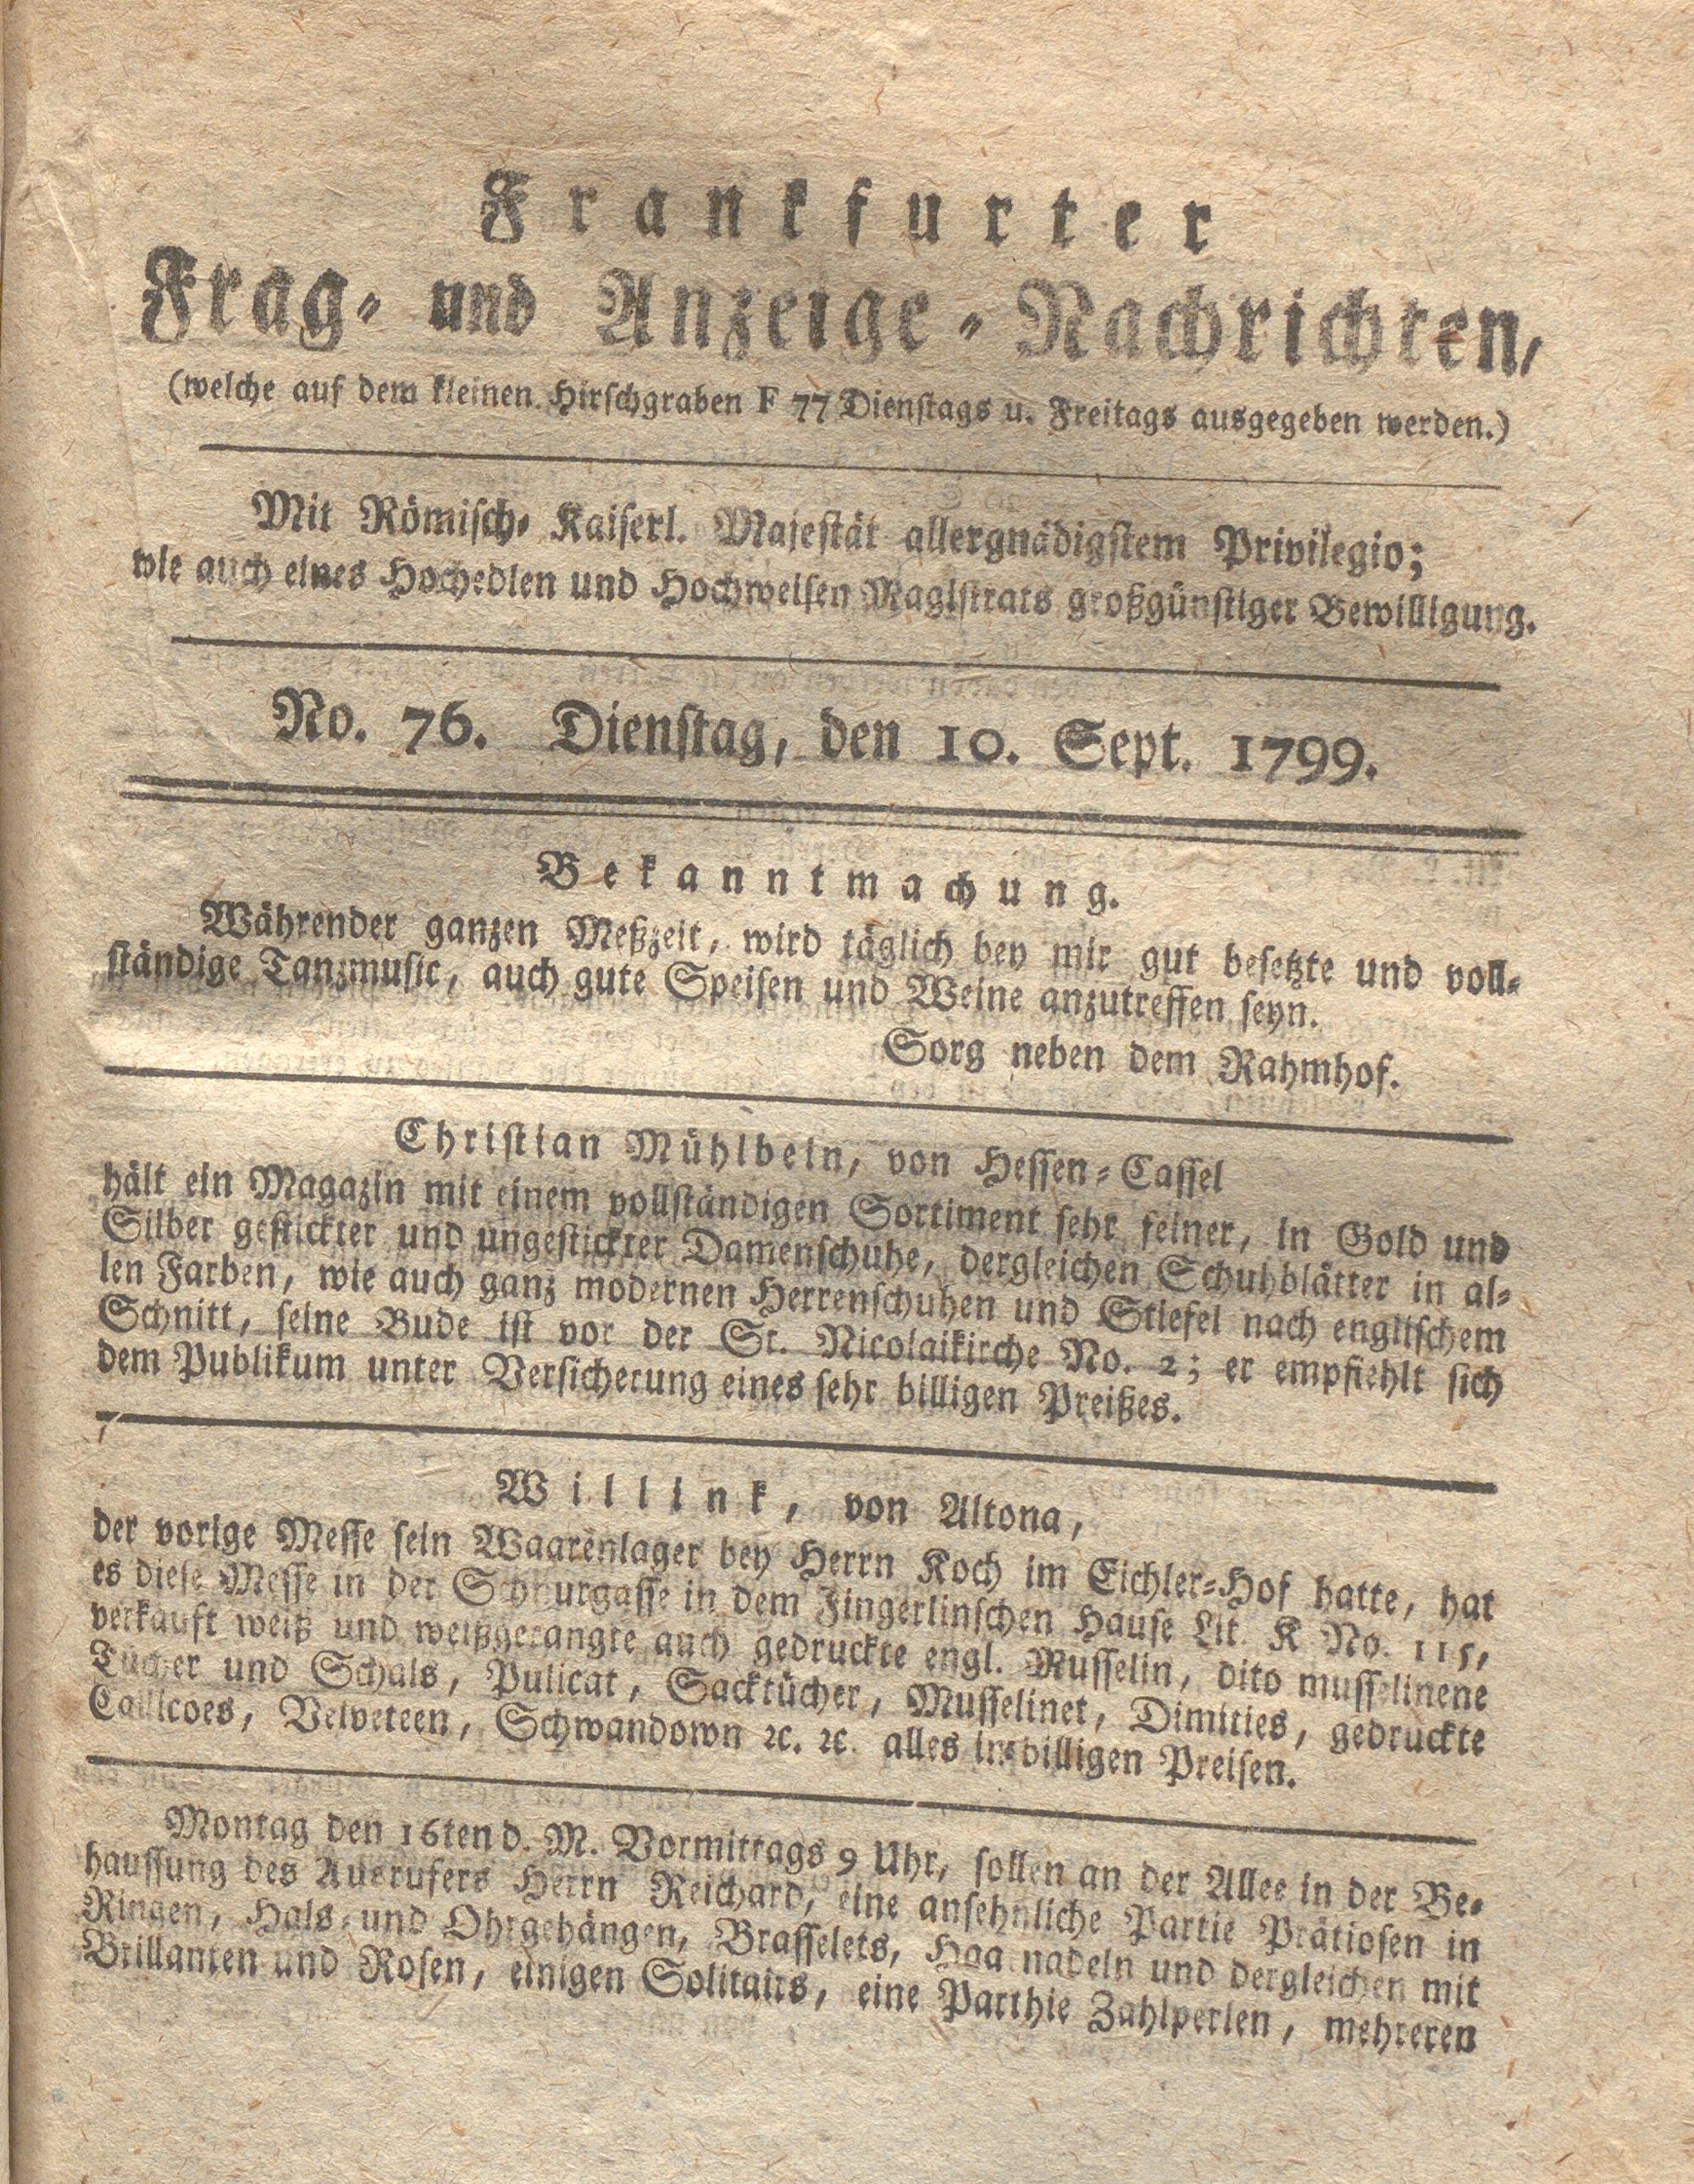 Frankfurter
Frag- und Anzeige-Nachrichten,
(welche auf dem kleinen Hirschgraben F 77 Dienstags u. Freitags ausgegeben werden.)
Mit Römisch- Kaiserl. Majestät allergnädigstem Privilegio;
wie auch eines Hochedlen und Hochweisen Magistrats großgünstiger Bewilligung.
No. 76. Dienstag, den 10. Sept. 1799.
Bekanntmachung.
Währender ganzen Meßzeit, wird täglich bey mir gut besetzte und voll-
ständige Tanzmusic, auch gute Speisen und Weine anzutreffen seyn.
Sorg neben dem Rahmhof.
Christian Mühlbein, von Hessen-Cassel
hält ein Magazin mit einem vollständigen Sortiment sehr feiner, in Gold und
Silber gestickter und ungestickter Damenschuhe, dergleichen Schuhblätter in al-
len Farben, wie auch ganz modernen Herrenschuhen und Stiefel nach englischem
Schnitt, seine Bude ist vor der St. Nicolaikirche No. 2; er empfiehlt sich
dem Publikum unter Versicherung eines sehr billigen Preißes.
Willink, von Altona,
der vorige Messe sein Waarenlager bey Herrn Koch im Eichler-Hof hatte, hat
es diese Messe in der Schnurgasse in dem Fingerlinschen Hause Lit. K No. 115,
verkauft weiß und weißgerangte auch gedruckte engl. Musselin, dito musselinene
Tücher und Schals, Pulicat, Sacktücher, Musselinet, Dimities, gedruckte
Callicoes, Velveteen, Schwandown ꝛc. ꝛc. alles in billigen Preisen.
Montag den 16ten d. M. Vormittags 9 Uhr, sollen an der Allee in der Be-
haussung des Ausrufers Herrn Reichard, eine ansehnliche Partie Prätiosen in
Ringen, Hals- und Ohrgehängen, Brasselets, Haarnadeln und dergleichen mit
Brillanten und Rosen, einigen Solitairs, eine Parthie Zahlperlen, mehreren